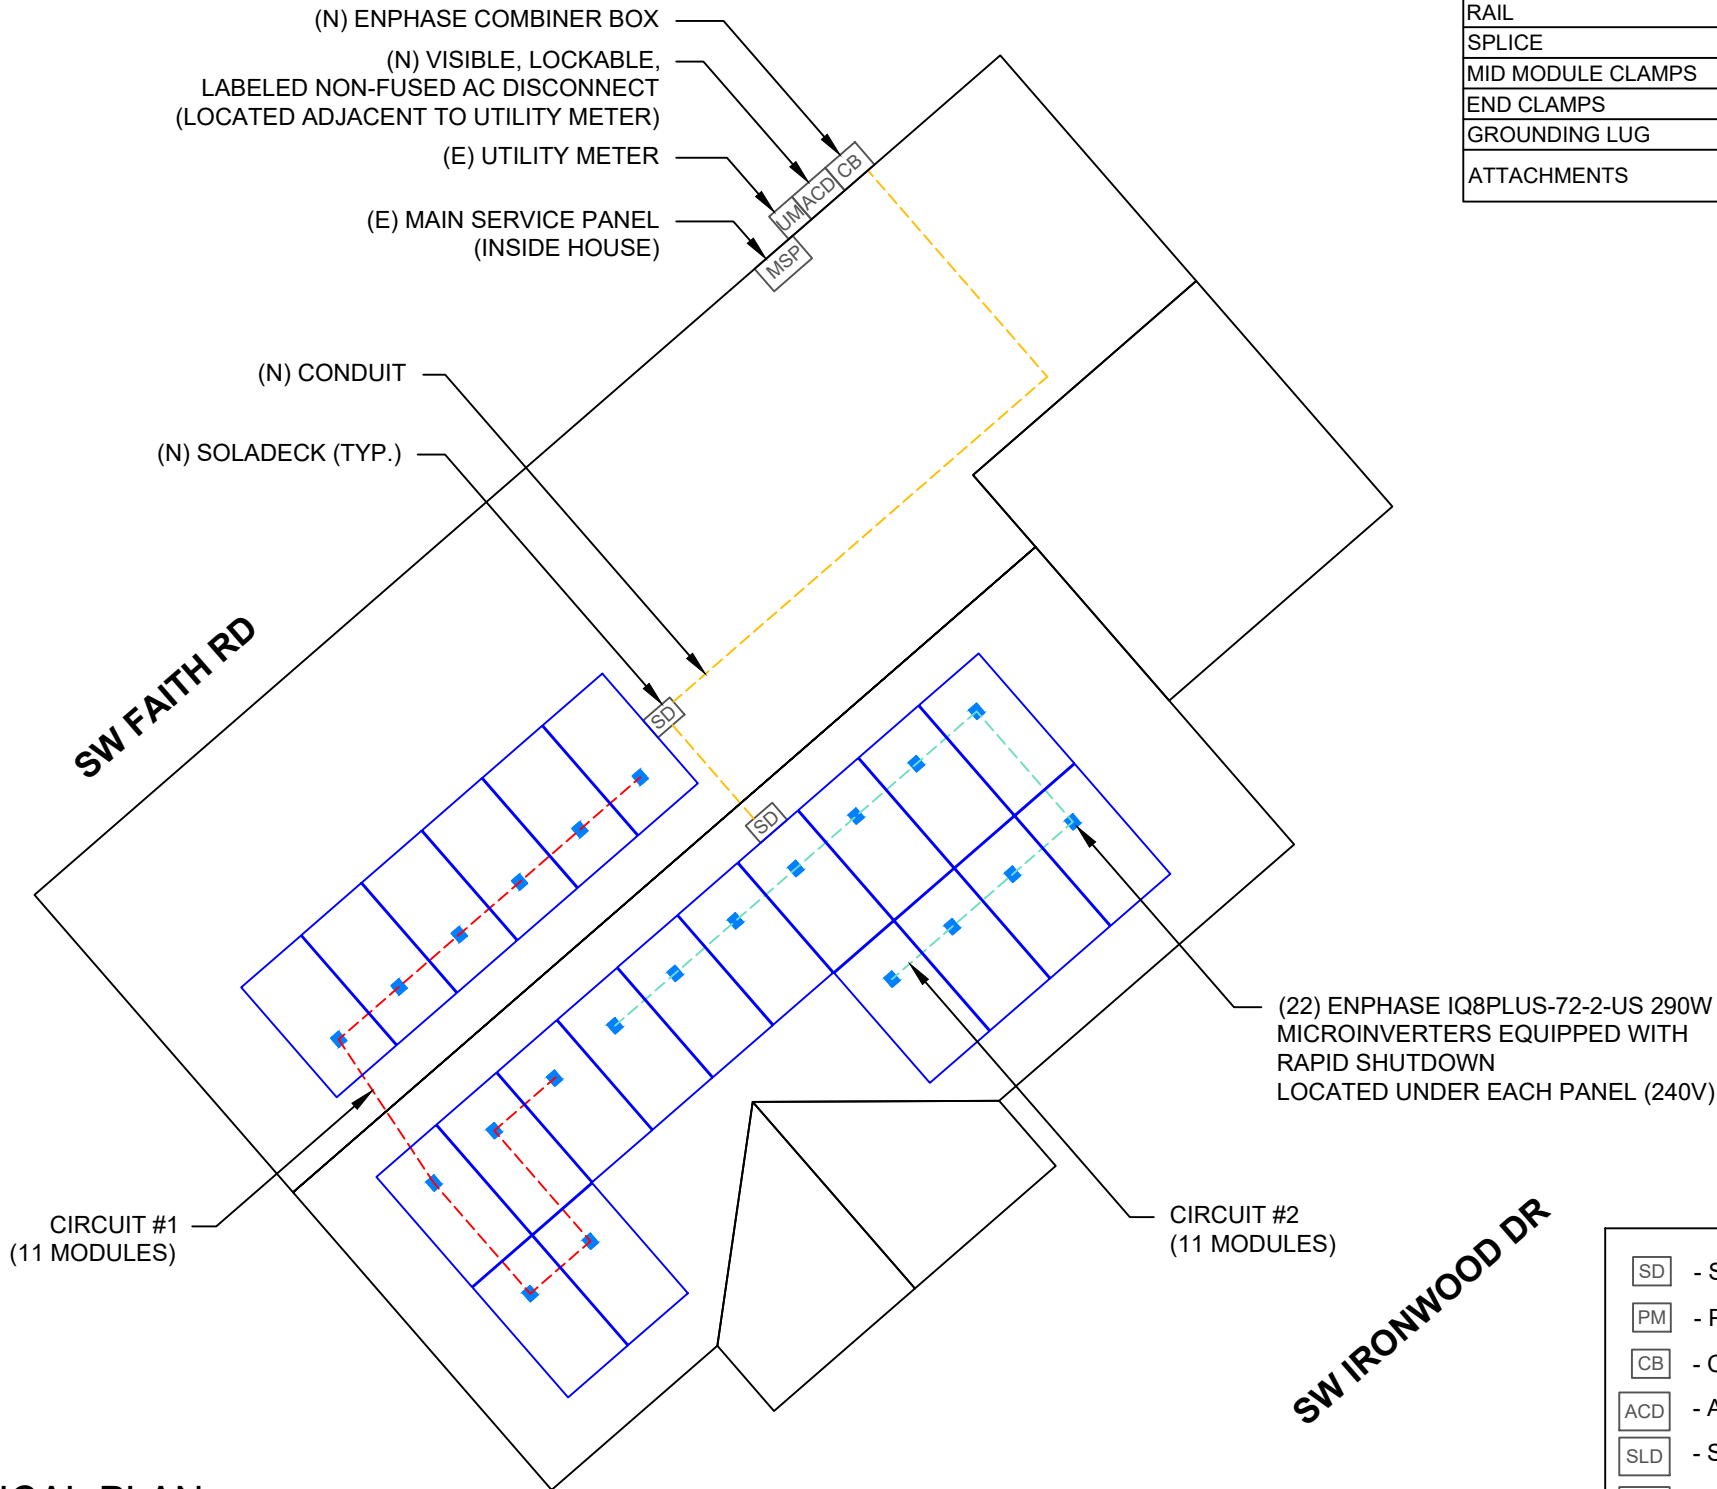 (N) ENPHASE COMBINER BOX
(N) VISIBLE, LOCKABLE,
LABELED NON-FUSED AC DISCONNECT
(LOCATED ADJACENT TO UTILITY METER)
(E) UTILITY METER
(E) MAIN SERVICE PANEL
(INSIDE HOUSE)
RAIL
SPLICE
MID MODULE CLAMPS
END CLAMPS
GROUNDING LUG
ATTACHMENTS
CB
ACD
UM
MSP
(N) CONDUIT
(N) SOLADECK (TYP.)
SW FAITH RD
SD
SD
(22) ENPHASE IQ8PLUS-72-2-US 290W
MICROINVERTERS EQUIPPED WITH
RAPID SHUTDOWN
LOCATED UNDER EACH PANEL (240V)
CIRCUIT #1
(11 MODULES)
CIRCUIT #2
(11 MODULES)
SW IRONWOOD DR
SD - S
PM - P
CB - C
ACD - A
SLD - S
ICAL PLAN